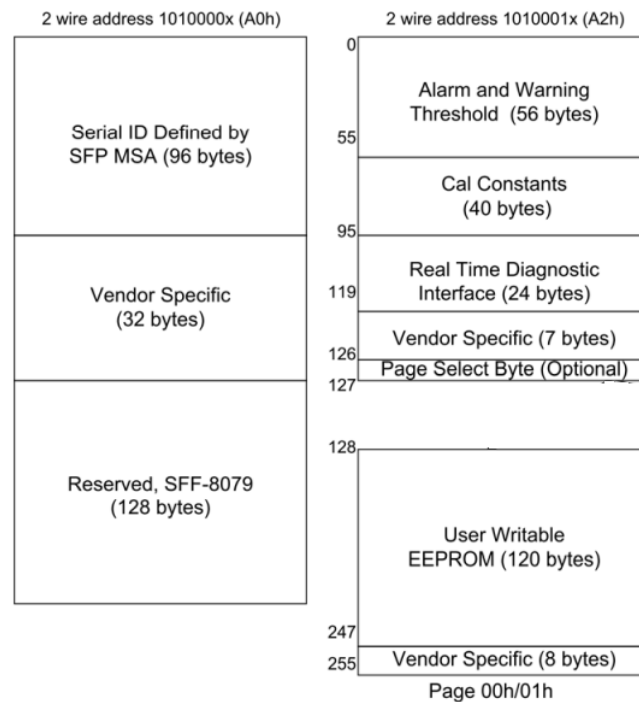 2 wire address 1010000x (A0h)
Serial ID Defined by
SFP MSA (96 bytes)
Vendor Specific
(32 bytes)
Reserved, SFF-8079
(128 bytes)
2 wire address 1010001x (A2h)
0
Alarm and Warning
Threshold (56 bytes)
55
Cal Constants
(40 bytes)
95
Real Time Diagnostic
Interface (24 bytes)
119
Vendor Specific (7 bytes)
126
Page Select Byte (Optional)
127
128
User Writable
EEPROM (120 bytes)
247
Vendor Specific (8 bytes)
255
Page 00h/01h